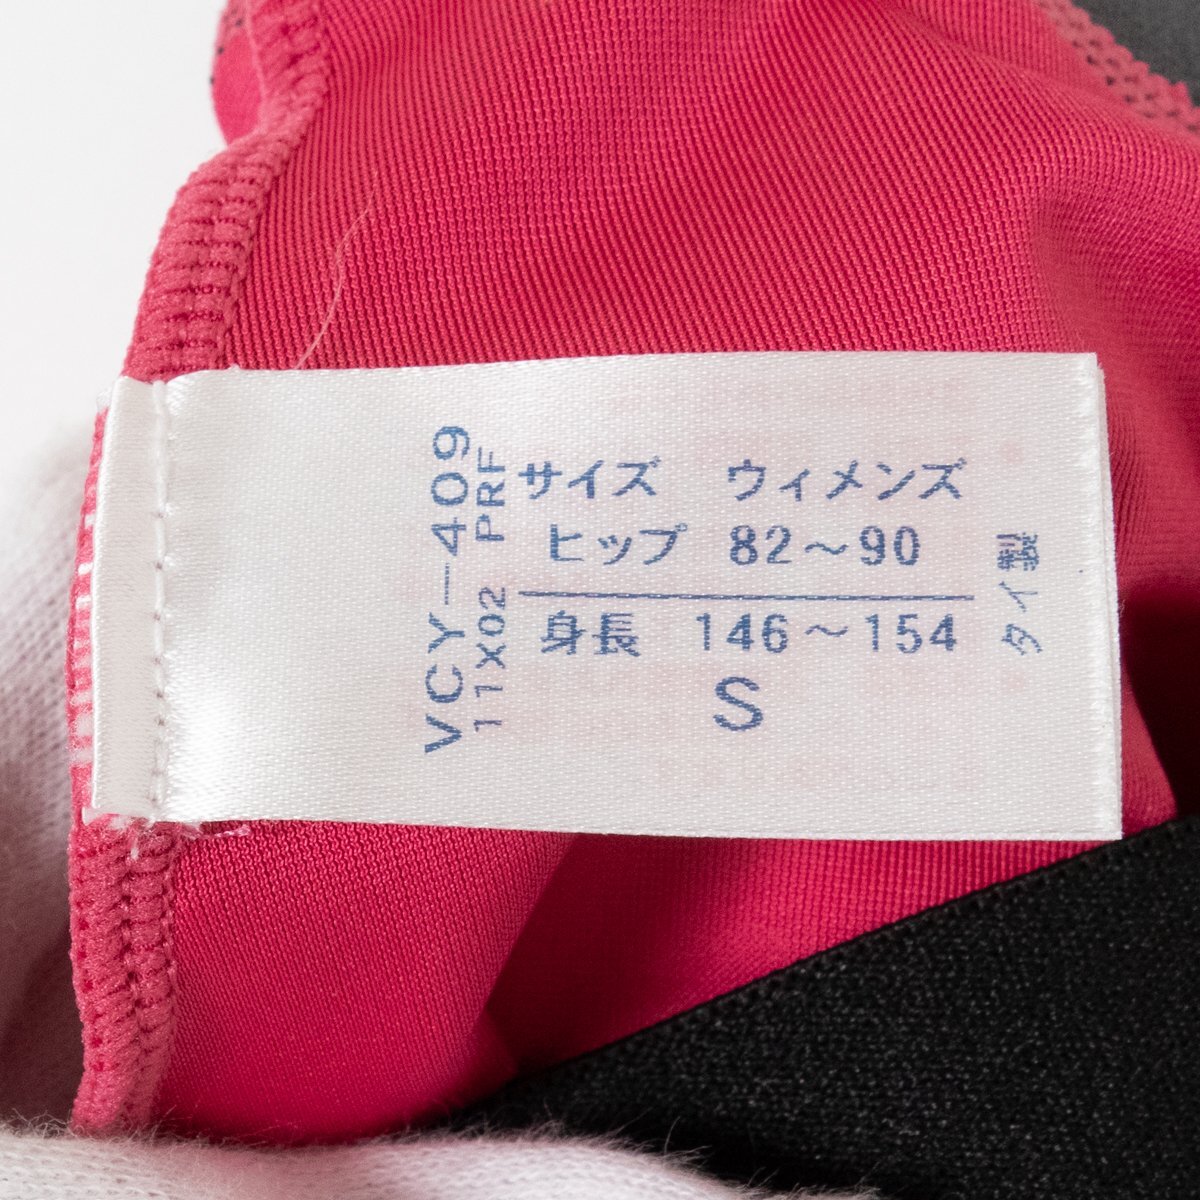 VCY-409
11X02 PRF
サイズ ウィメンズ
ヒップ 82~90
身長 146~154
S
タイ製